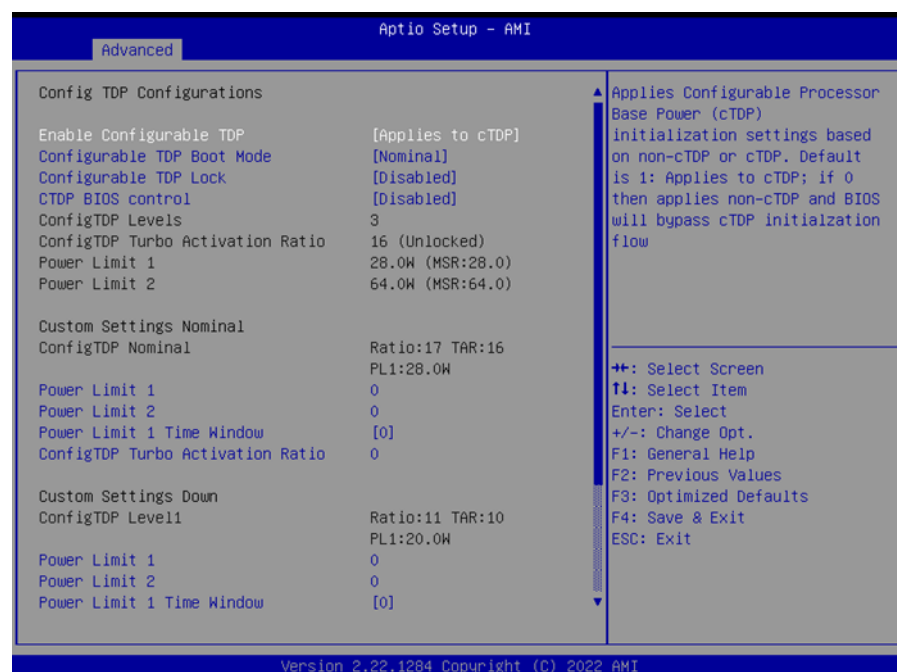 Aptio Setup - AMI
Advanced
Config TDP Configurations
Enable Configurable TDP [Applies to cTDP]
Configurable TDP Boot Mode [Nominal]
Configurable TDP Lock [Disabled]
CTDP BIOS control [Disabled]
ConfigTDP Levels 3
ConfigTDP Turbo Activation Ratio 16 (Unlocked)
Power Limit 1 28.0W (MSR:28.0)
Power Limit 2 64.0W (MSR:64.0)
Custom Settings Nominal
ConfigTDP Nominal Ratio:17 TAR:16
PL1:28.0W
Power Limit 1 0
Power Limit 2 0
Power Limit 1 Time Window [0]
ConfigTDP Turbo Activation Ratio 0
Custom Settings Down
ConfigTDP Level1 Ratio:11 TAR:10
PL1:20.0W
Power Limit 1 0
Power Limit 2 0
Power Limit 1 Time Window [0]
Applies Configurable Processor
Base Power (cTDP)
initialization settings based
on non-cTDP or cTDP. Default
is 1: Applies to cTDP; if 0
then applies non-cTDP and BIOS
will bypass cTDP initialzation
flow
→←: Select Screen
↑↓: Select Item
Enter: Select
+/-: Change Opt.
F1: General Help
F2: Previous Values
F3: Optimized Defaults
F4: Save & Exit
ESC: Exit
Version 2.22.1284 Copyright (C) 2022 AMI